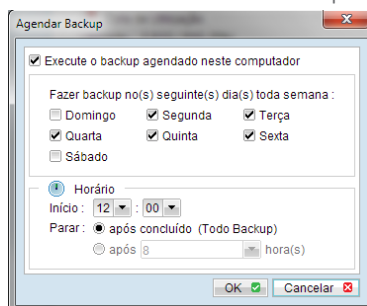 Agendar Backup
Execute o backup agendado neste computador
Fazer backup no(s) seguinte(s) dia(s) toda semana :
Domingo Segunda Terça
Quarta Quinta Sexta
Sábado
Horário
Início : 12 : 00
Parar : após concluído (Todo Backup)
após 8 hora(s)
OK Cancelar